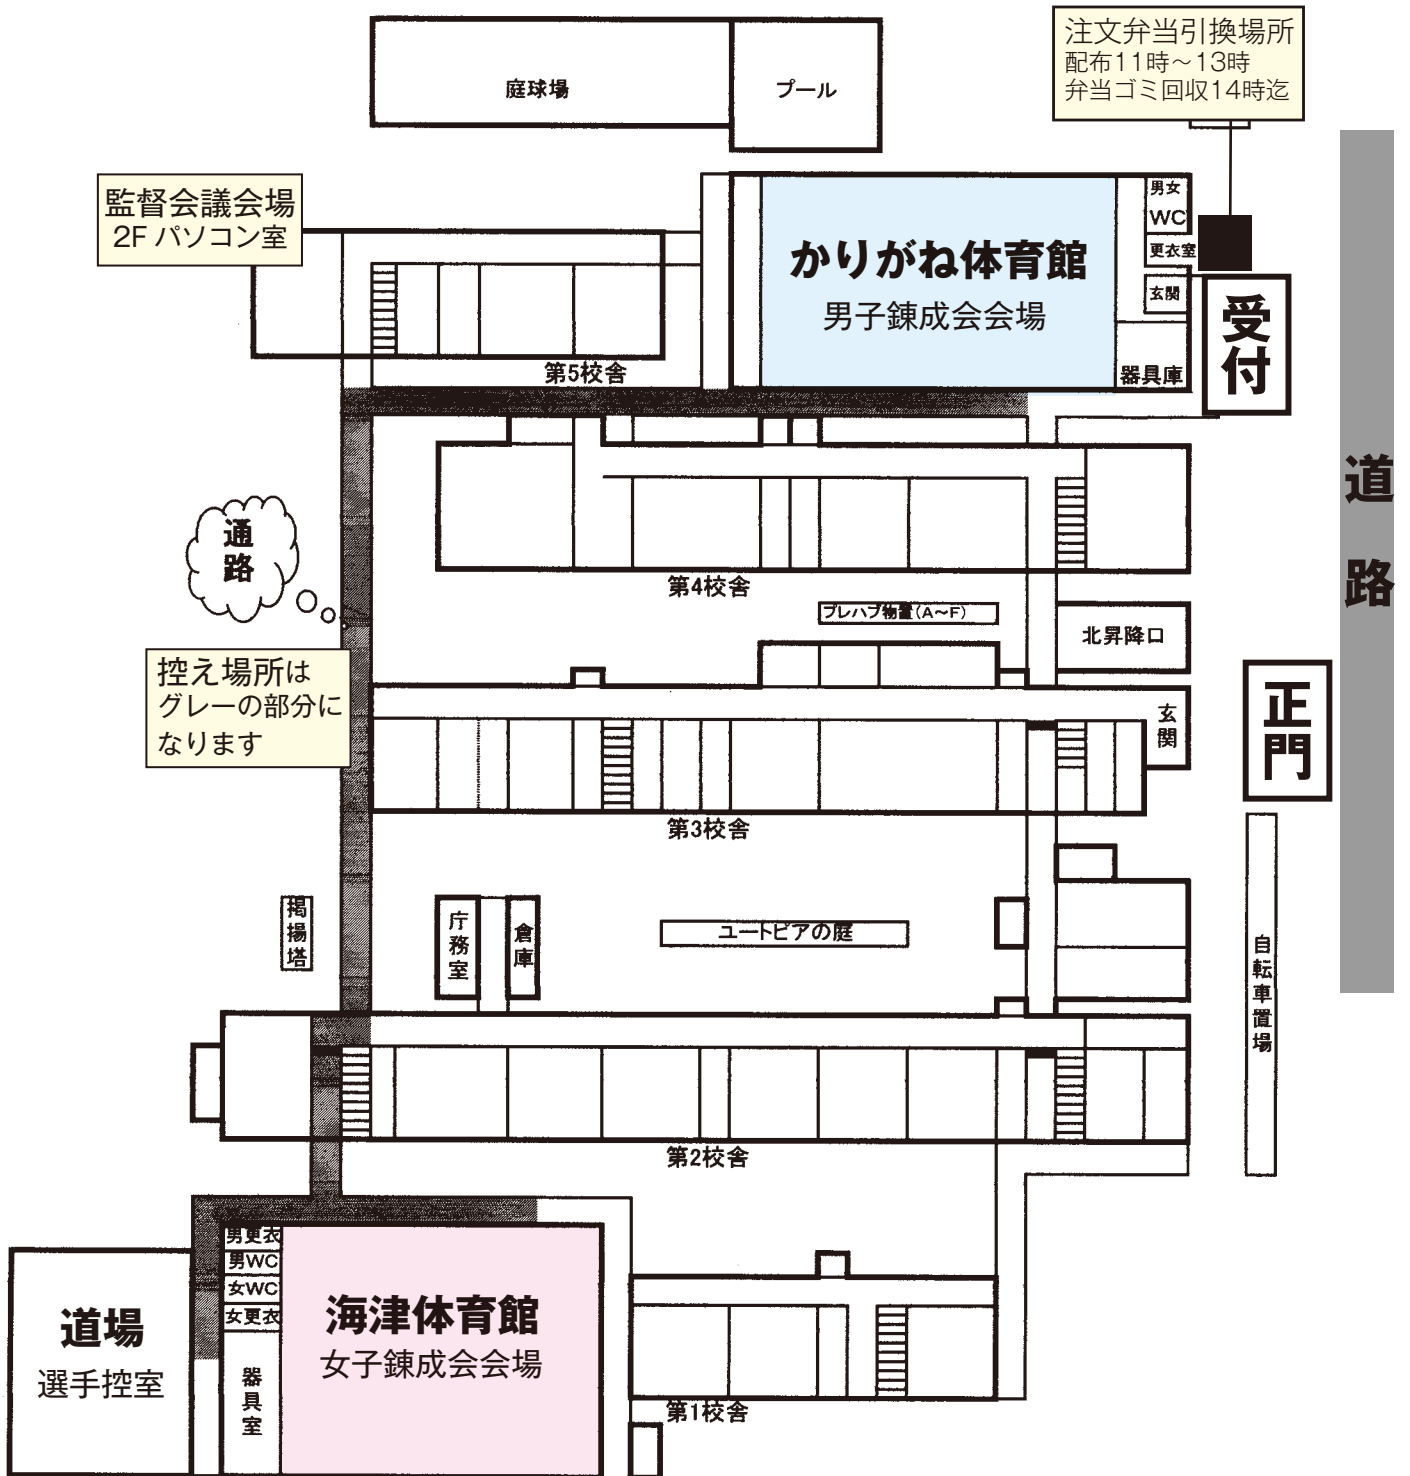 注文弁当引換場所
配布11時～13時
弁当ゴミ回収14時迄
庭球場
プール
監督会議会場
2F パソコン室
男女
WC
更衣室
玄関
器具庫
かりがね体育館
男子錬成会会場
受付
第5校舎
道路
通路
第4校舎
プレハブ物置(A～F)
北昇降口
控え場所は
グレーの部分に
なります
玄関
正門
第3校舎
掲揚塔
庁務室
倉庫
ユートピアの庭
自転車置場
第2校舎
男更衣
男WC
女WC
女更衣
器具室
道場
選手控室
海津体育館
女子錬成会会場
第1校舎